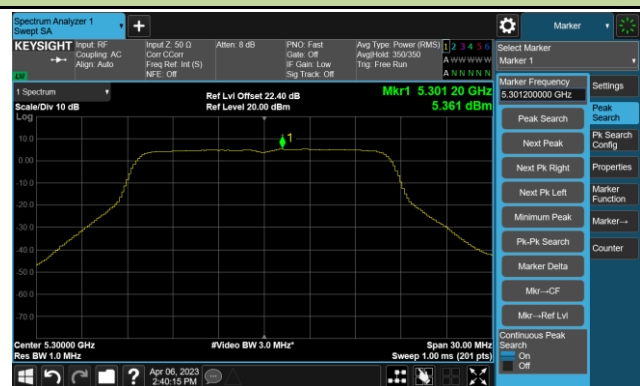 Spectrum Analyzer 1
Swept SA
+
Marker
KEYSIGHT
Input: RF
Coupling: AC
Align: Auto
Input Z: 50 Ω
Corr CCorr
Freq Ref: Int (S)
NFE: Off
Atten: 8 dB
PNO: Fast
Gate: Off
IF Gain: Low
Sig Track: Off
Avg Type: Power (RMS)
Avg|Hold: 350/350
Trig: Free Run
1 2 3 4 5 6
A W W W W W
A N N N N N
LVI
Select Marker
Marker 1
1 Spectrum
Scale/Div 10 dB
Log
Ref Lvl Offset 22.40 dB
Ref Level 20.00 dBm
Mkr1 5.301 20 GHz
5.361 dBm
10.0
0.00
-10.0
-20.0
-30.0
-40.0
-50.0
-60.0
-70.0
1
Center 5.30000 GHz
Res BW 1.0 MHz
#Video BW 3.0 MHz*
Span 30.00 MHz
Sweep 1.00 ms (201 pts)
Marker Frequency
5.301200000 GHz
Peak Search
Next Peak
Next Pk Right
Next Pk Left
Minimum Peak
Pk-Pk Search
Marker Delta
Mkr→CF
Mkr→Ref Lvl
Continuous Peak
Search
On
Off
Settings
Peak
Search
Pk Search
Config
Properties
Marker
Function
Marker→
Counter
?
Apr 06, 2023
2:40:15 PM